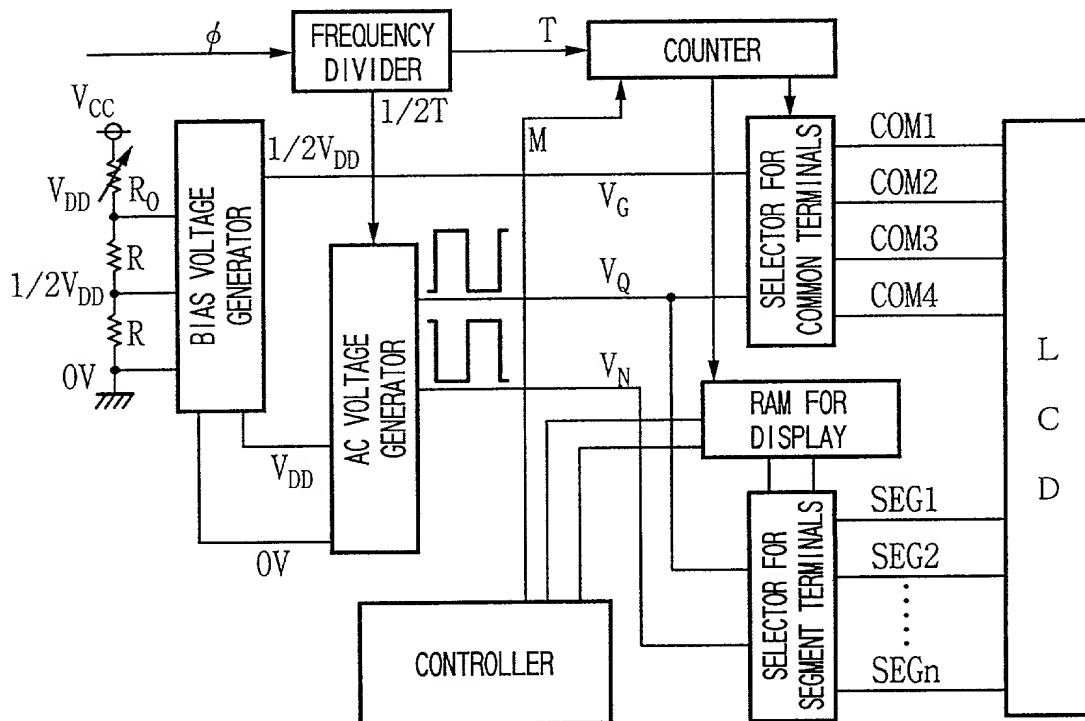 ϕ
FREQUENCY
DIVIDER
T
COUNTER
1/2T
M
V_CC
V_DD
R_O
R
1/2V_DD
R
0V
BIAS VOLTAGE
GENERATOR
1/2V_DD
V_G
AC VOLTAGE
GENERATOR
V_Q
V_N
V_DD
0V
SELECTOR FOR
COMMON TERMINALS
COM1
COM2
COM3
COM4
RAM FOR
DISPLAY
SELECTOR FOR
SEGMENT TERMINALS
SEG1
SEG2
SEGn
L
C
D
CONTROLLER